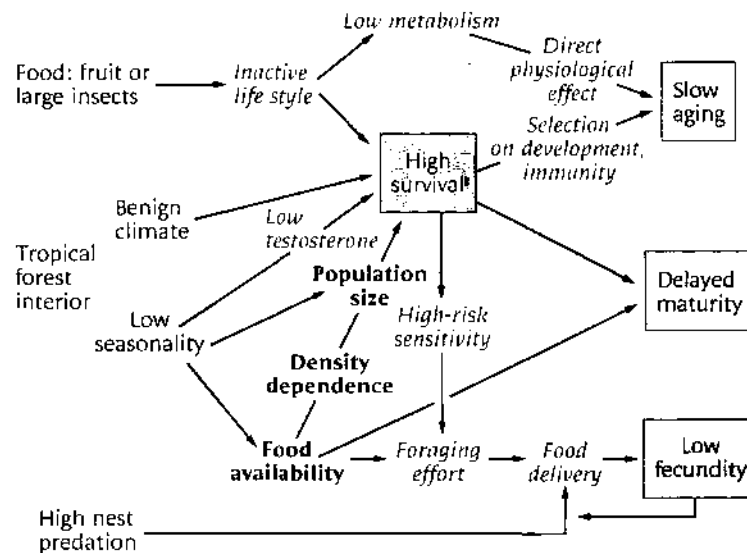 Low metabolism
Food: fruit or
large insects
Inactive
life style
Direct
physiological
effect
Slow
aging
Selection
on development,
immunity
High
survival
Benign
climate
Low
testosterone
Tropical
forest
interior
Population
size
Delayed
maturity
Low
seasonality
High-risk
sensitivity
Density
dependence
Food
availability
Foraging
effort
Food
delivery
Low
fecundity
High nest
predation